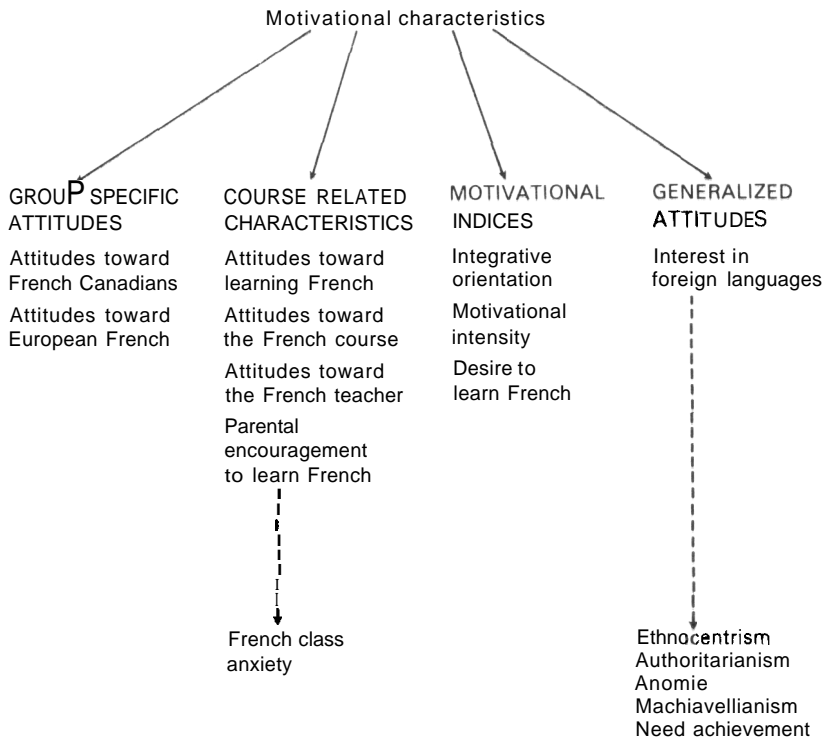 Motivational characteristics
GROUP SPECIFIC
ATTITUDES
Attitudes toward
French Canadians
Attitudes toward
European French
COURSE RELATED
CHARACTERISTICS
Attitudes toward
learning French
Attitudes toward
the French course
Attitudes toward
the French teacher
Parental
encouragement
to learn French
French class
anxiety
MOTIVATIONAL
INDICES
Integrative
orientation
Motivational
intensity
Desire to
learn French
GENERALIZED
ATTITUDES
Interest in
foreign languages
Ethnocentrism
Authoritarianism
Anomie
Machiavellianism
Need achievement